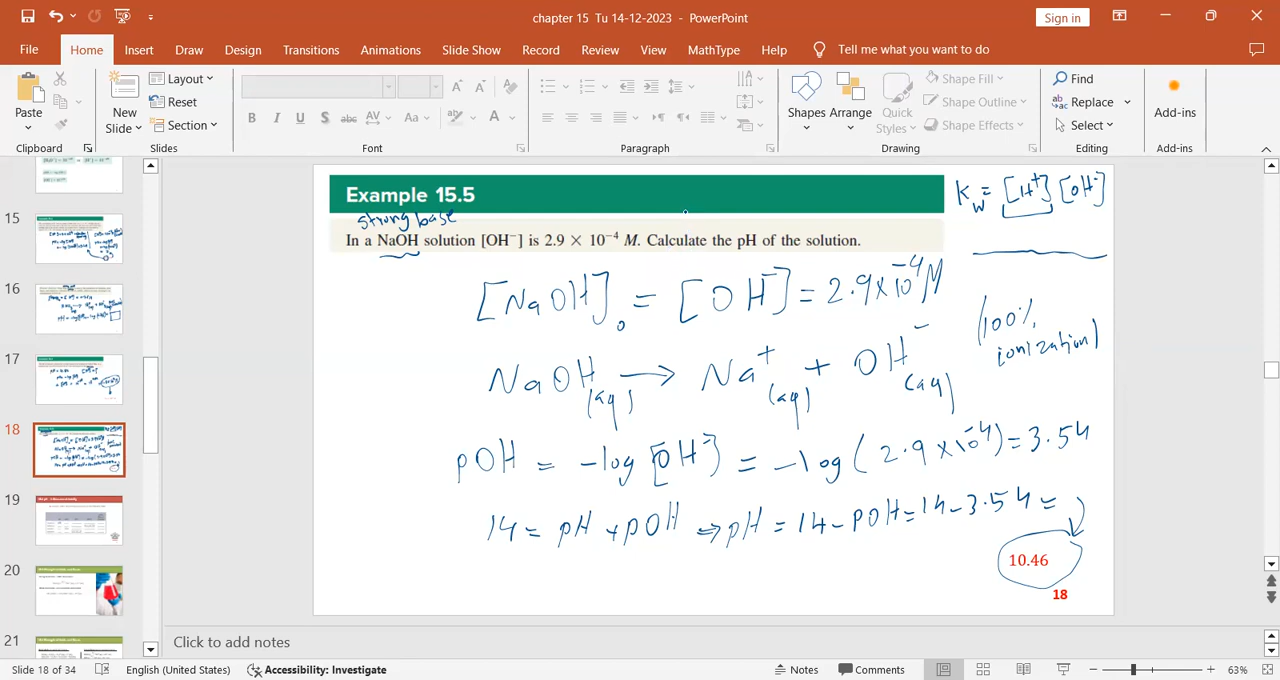 chapter 15 Tu 14-12-2023 - PowerPoint
Sign in
File Home Insert Draw Design Transitions Animations Slide Show Record Review View MathType Help Tell me what you want to do
Paste
New Slide
Layout
Reset
Section
B I U S abc AV Aa A
Shapes Arrange Quick Styles
Shape Fill
Shape Outline
Shape Effects
Find
Replace
Select
Add-ins
Clipboard Slides Font Paragraph Drawing Editing Add-ins
15
16
17
18
19
20
21
Example 15.5
Kw = [H⁺] [OH⁻]
strong base
In a NaOH solution [OH⁻] is 2.9 × 10⁻⁴ M. Calculate the pH of the solution.
[NaOH]₀ = [OH⁻] = 2.9 × 10⁻⁴ M
(100% ionization)
NaOH (aq) → Na⁺ (aq) + OH⁻ (aq)
pOH = -log [OH⁻] = -log (2.9 × 10⁻⁴) = 3.54
14 = pH + pOH ⇒ pH = 14 - pOH = 14 - 3.54 =
10.46
18
Click to add notes
Slide 18 of 34 English (United States) Accessibility: Investigate Notes Comments 63%